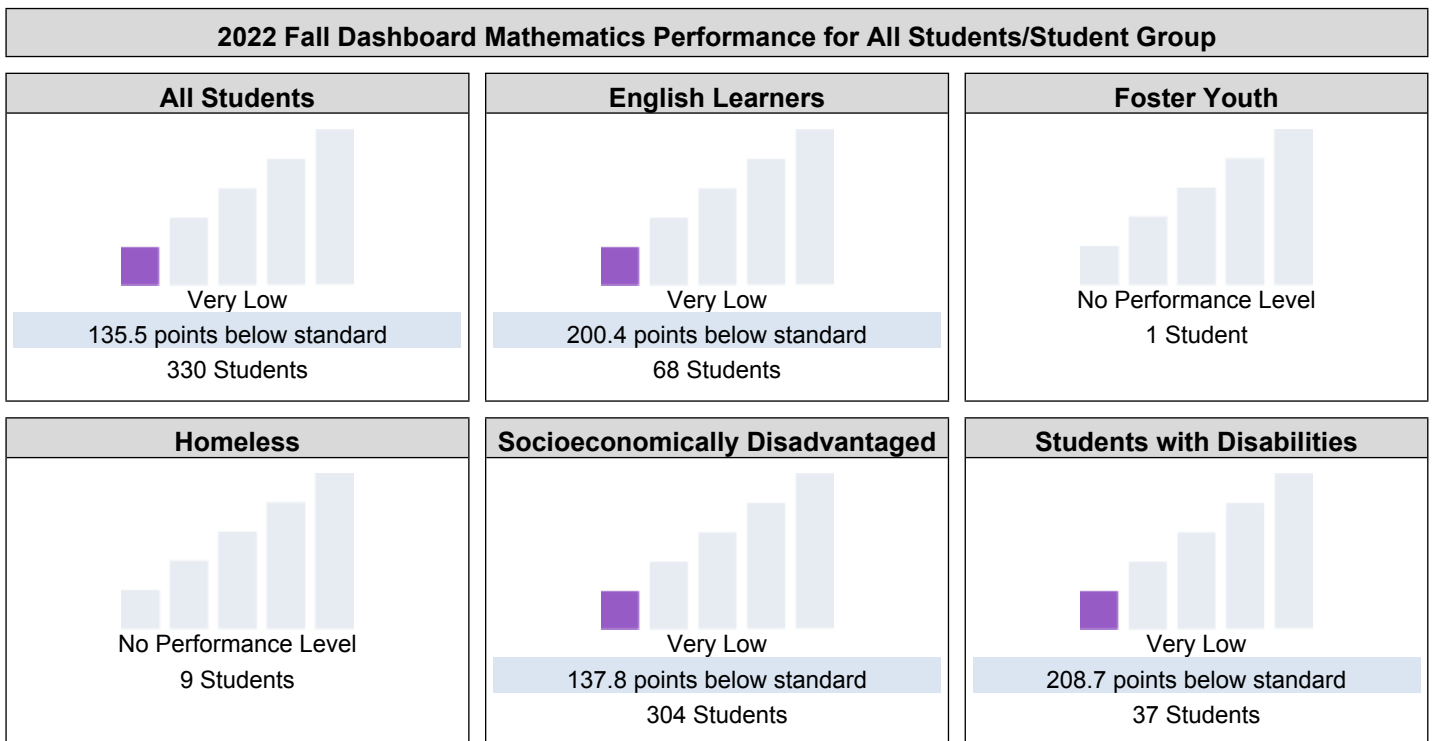 2022 Fall Dashboard Mathematics Performance for All Students/Student Group
All Students
Very Low
135.5 points below standard
330 Students
English Learners
Very Low
200.4 points below standard
68 Students
Foster Youth
No Performance Level
1 Student
Homeless
No Performance Level
9 Students
Socioeconomically Disadvantaged
Very Low
137.8 points below standard
304 Students
Students with Disabilities
Very Low
208.7 points below standard
37 Students